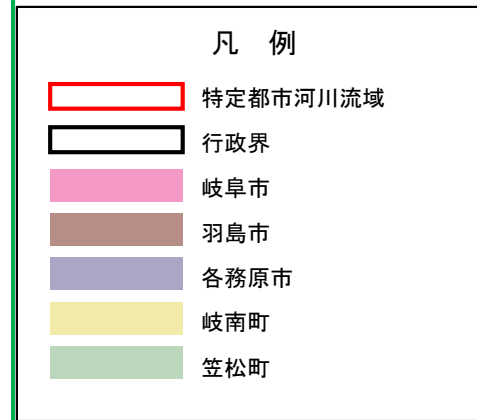 凡 例
特定都市河川流域
行政界
岐阜市
羽島市
各務原市
岐南町
笠松町